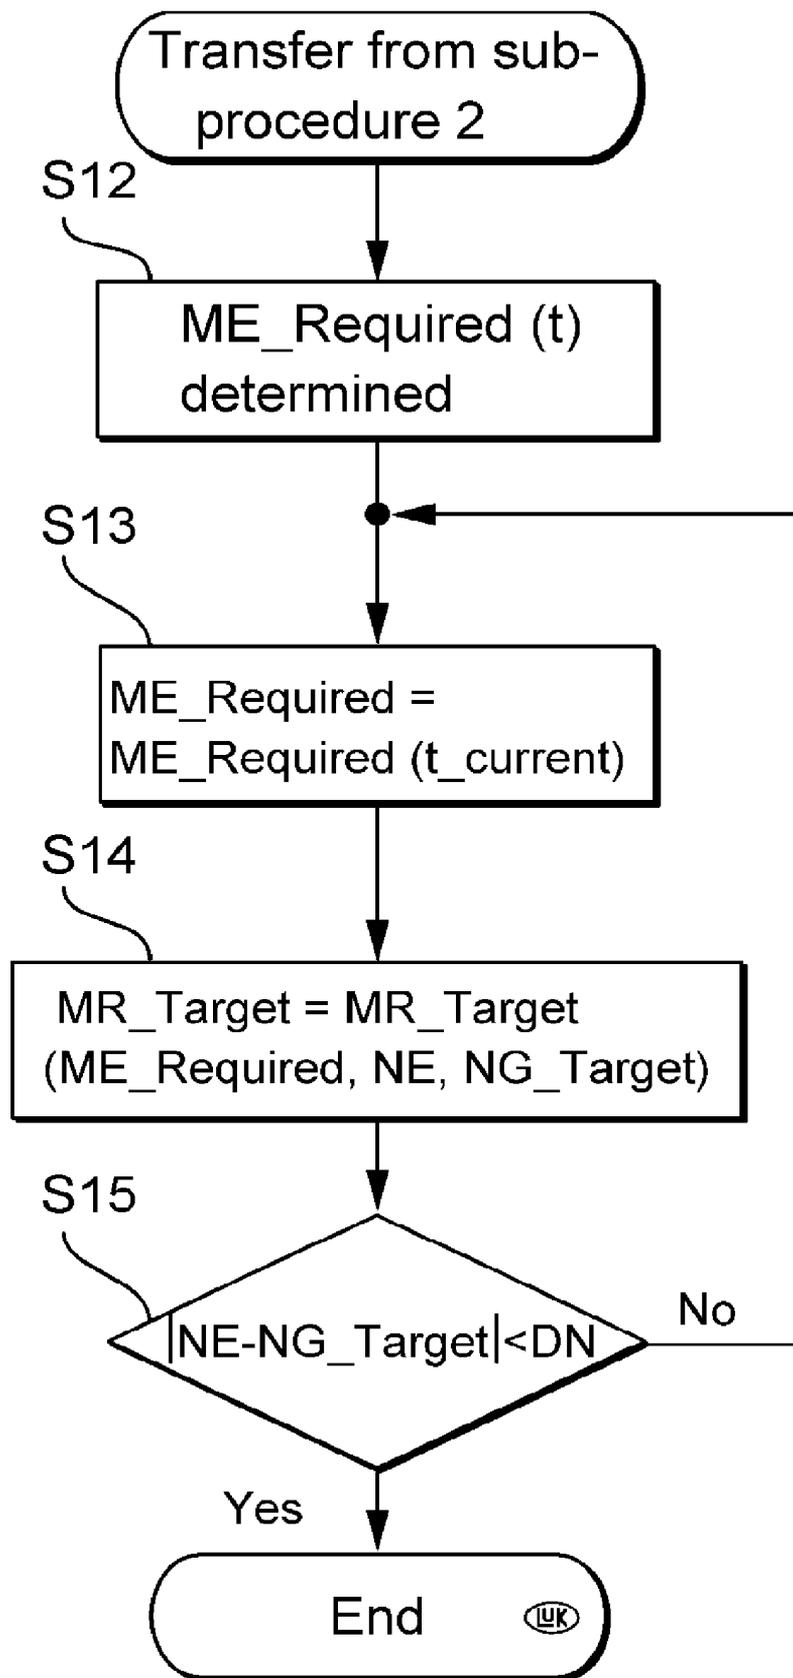 Transfer from sub-
procedure 2
S12
ME_Required (t)
determined
S13
ME_Required =
ME_Required (t_current)
S14
MR_Target = MR_Target
(ME_Required, NE, NG_Target)
S15
|NE-NG_Target|<DN
No
Yes
End
LUK